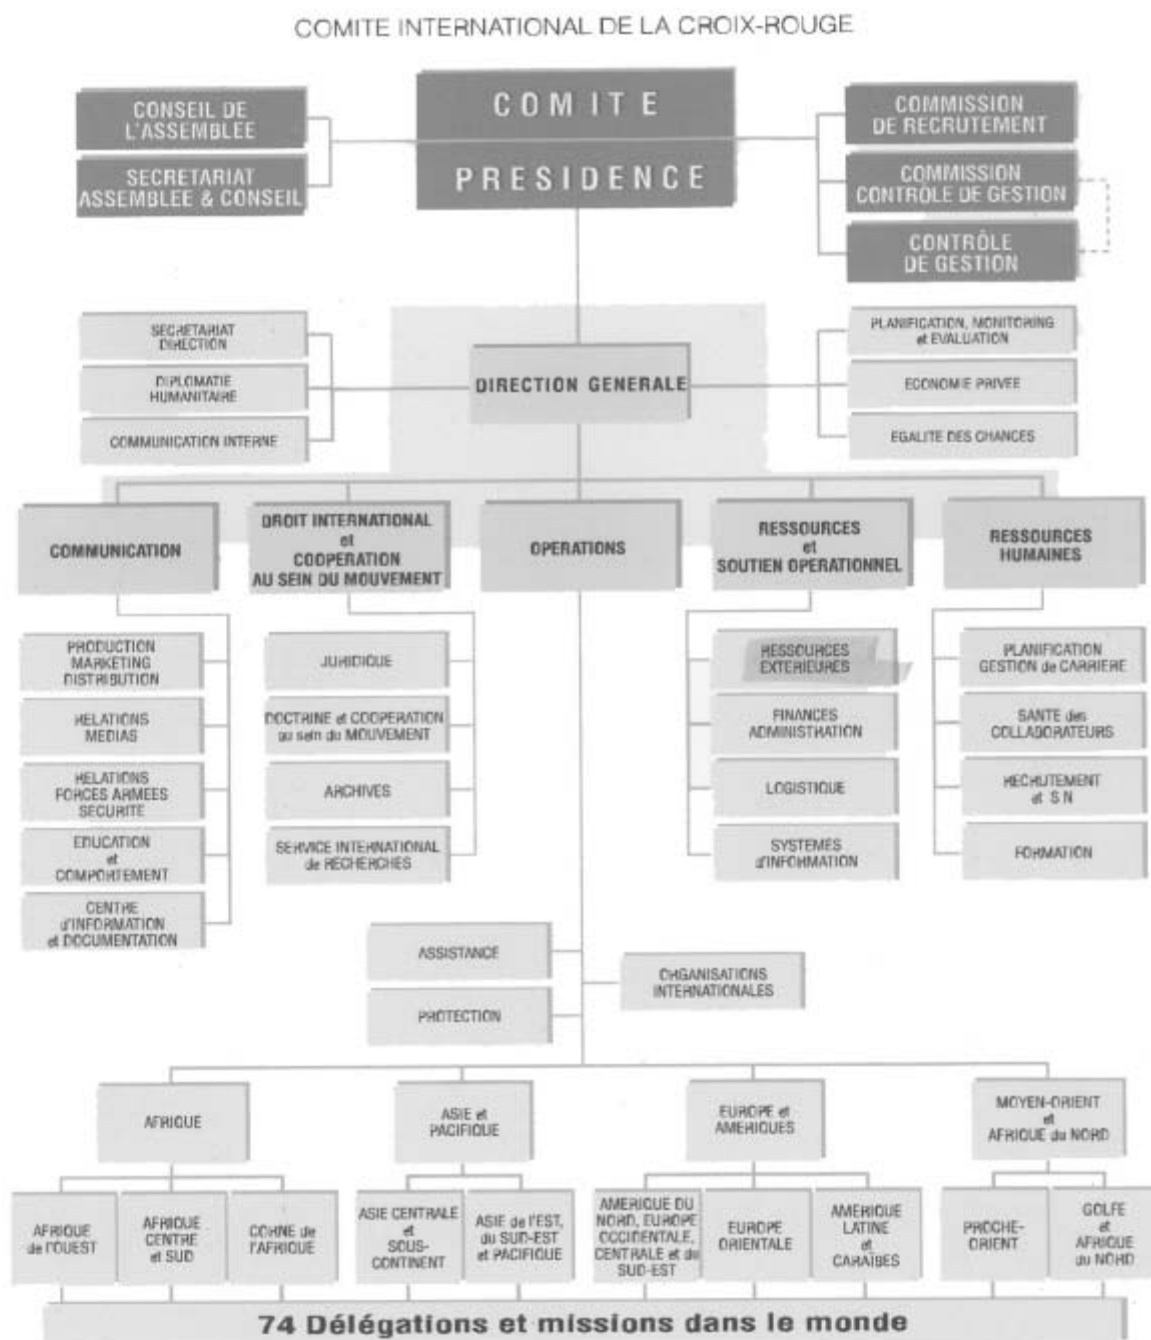 COMITE INTERNATIONAL DE LA CROIX-ROUGE
CONSEIL DE
L'ASSEMBLEE
SECRETARIAT
ASSEMBLEE & CONSEIL
COMITE
PRESIDENCE
COMMISSION
DE RECRUTEMENT
COMMISSION
CONTRÔLE DE GESTION
CONTRÔLE
DE GESTION
SECRETARIAT
DIRECTION
DIPLOMATIE
HUMANITAIRE
COMMUNICATION INTERNE
DIRECTION GENERALE
PLANIFICATION, MONITORING
et EVALUATION
ECONOMIE PRIVEE
EGALITE DES CHANCES
COMMUNICATION
DROIT INTERNATIONAL
et
COOPERATION
AU SEIN DU MOUVEMENT
OPERATIONS
RESSOURCES
et
SOUTIEN OPERATIONNEL
RESSOURCES
HUMAINES
PRODUCTION
MARKETING
DISTRIBUTION
RELATIONS
MEDIAS
RELATIONS
FORCES ARMEES
SECURITE
EDUCATION
et
COMPORTEMENT
CENTRE
d'INFORMATION
et DOCUMENTATION
JURIDIQUE
DOCTRINE et COOPERATION
au sein du MOUVEMENT
ARCHIVES
SERVICE INTERNATIONAL
de RECHERCHES
RESSOURCES
EXTERIEURES
FINANCES
ADMINISTRATION
LOGISTIQUE
SYSTEMES
d'INFORMATION
PLANIFICATION
GESTION de CARRIERE
SANTE des
COLLABORATEURS
RECRUTEMENT
et S N
FORMATION
ASSISTANCE
PROTECTION
ORGANISATIONS
INTERNATIONALES
AFRIQUE
ASIE et
PACIFIQUE
EUROPE et
AMERIQUES
MOYEN-ORIENT
et
AFRIQUE du NORD
AFRIQUE
de l'OUEST
AFRIQUE
CENTRE
et SUD
CORNE de
l'AFRIQUE
ASIE CENTRALE
et
SOUS-
CONTINENT
ASIE de l'EST,
du SUD-EST
et PACIFIQUE
AMERIQUE DU
NORD, EUROPE
OCCIDENTALE,
CENTRALE et du
SUD-EST
EUROPE
ORIENTALE
AMERIQUE
LATINE
et
CARAÏBES
PROCHE-
ORIENT
GOLFE
et
AFRIQUE
du NORD
74 Délégations et missions dans le monde